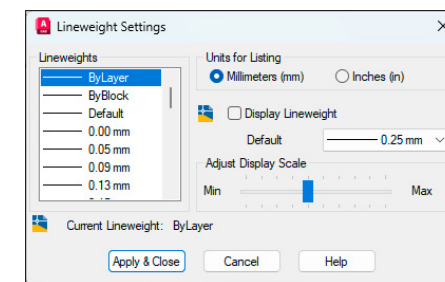 Lineweight Settings
Lineweights
ByLayer
ByBlock
Default
0.00 mm
0.05 mm
0.09 mm
0.13 mm
Units for Listing
Millimeters (mm) Inches (in)
Display Lineweight
Default 0.25 mm
Adjust Display Scale
Min Max
Current Lineweight: ByLayer
Apply & Close Cancel Help